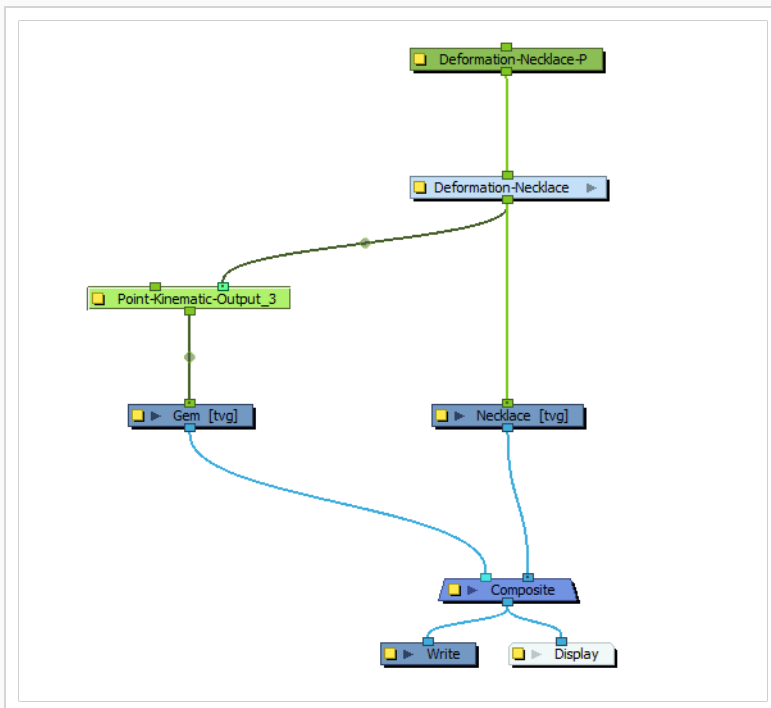 Deformation-Necklace-P
Deformation-Necklace
Point-Kinematic-Output_3
Gem [tvg]
Necklace [tvg]
Composite
Write
Display